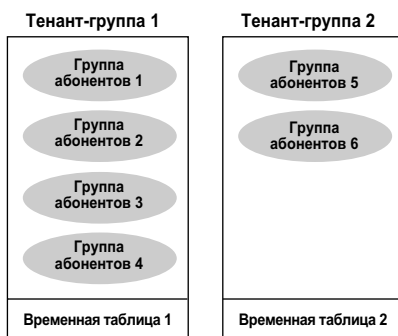 Тенант-группа 1
Группа
абонентов 1
Группа
абонентов 2
Группа
абонентов 3
Группа
абонентов 4
Временная таблица 1
Тенант-группа 2
Группа
абонентов 5
Группа
абонентов 6
Временная таблица 2